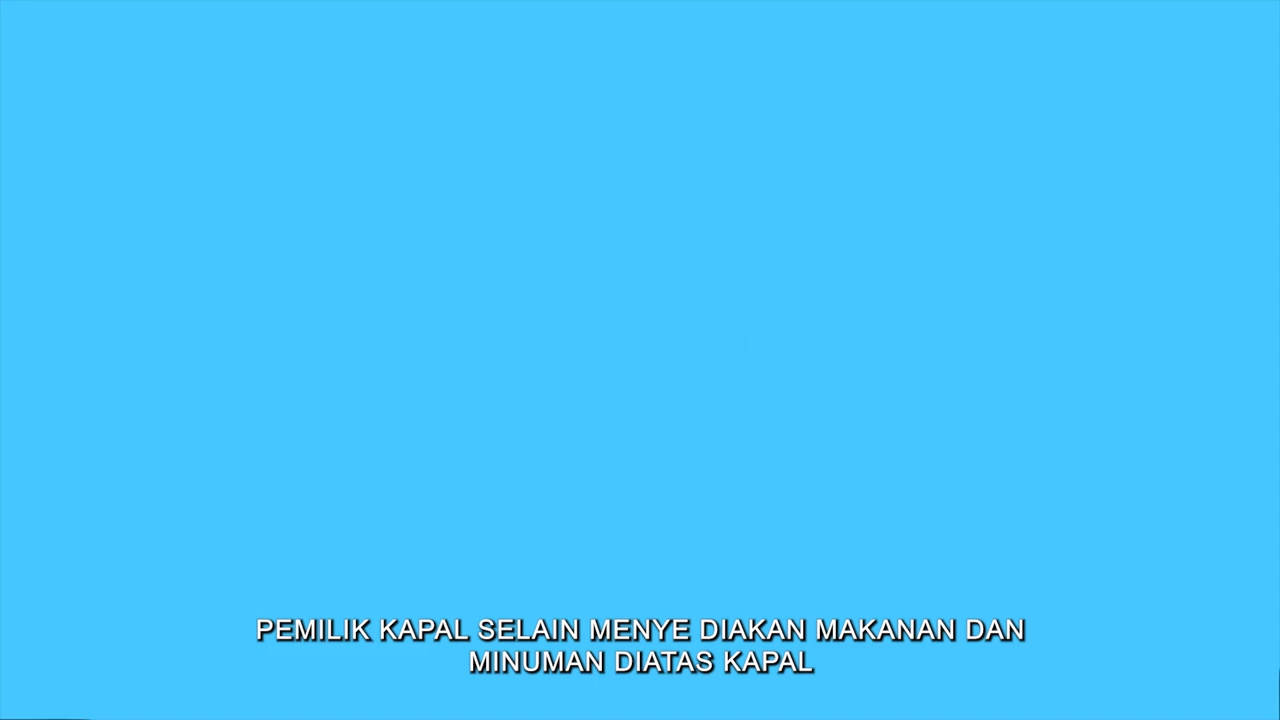 PEMILIK KAPAL SELAIN MENYE DIAKAN MAKANAN DAN
MINUMAN DIATAS KAPAL